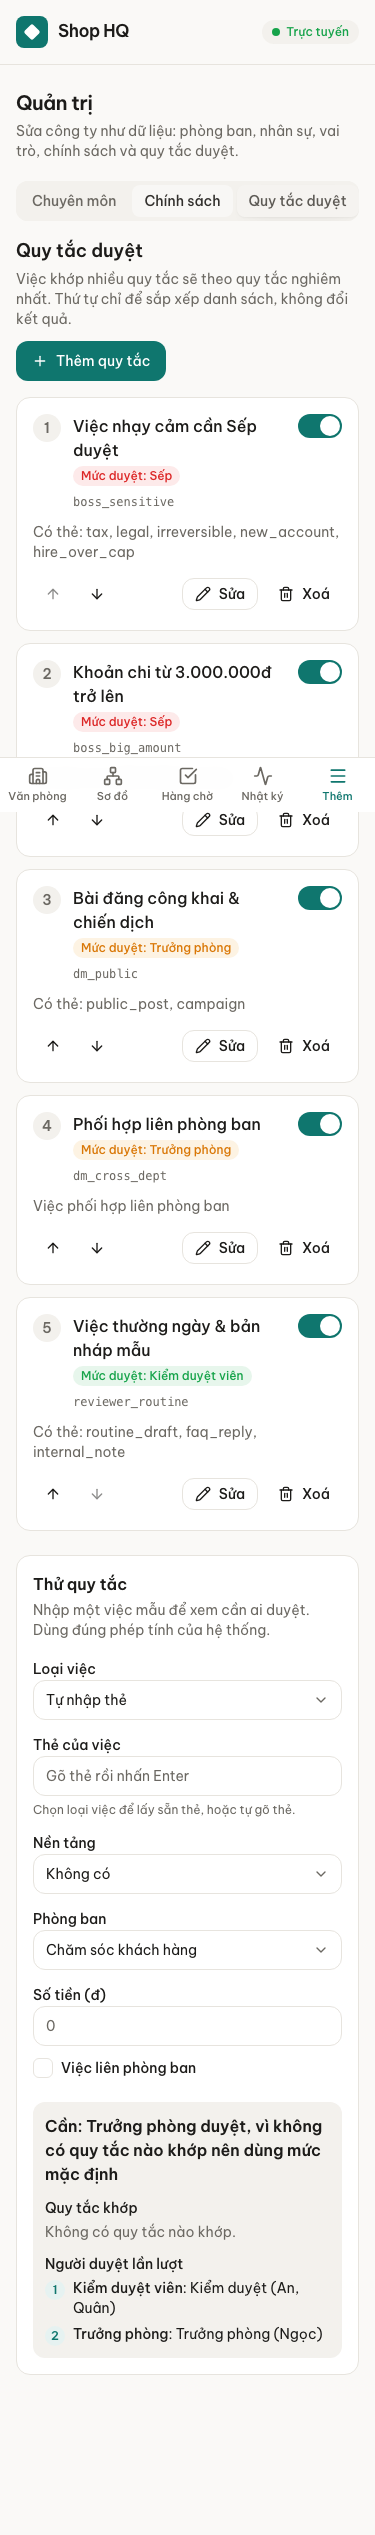 Shop HQ
Trực tuyến
Quản trị
Sửa công ty như dữ liệu: phòng ban, nhân sự, vai
trò, chính sách và quy tắc duyệt.
Chuyên môn
Chính sách
Quy tắc duyệt
Quy tắc duyệt
Việc khớp nhiều quy tắc sẽ theo quy tắc nghiêm
nhất. Thứ tự chỉ để sắp xếp danh sách, không đổi
kết quả.
Thêm quy tắc
1
Việc nhạy cảm cần Sếp
duyệt
Mức duyệt: Sếp
boss_sensitive
Có thẻ: tax, legal, irreversible, new_account,
hire_over_cap
Sửa
Xoá
2
Khoản chi từ 3.000.000đ
trở lên
Mức duyệt: Sếp
boss_big_amount
Văn phòng
Sơ đồ
Hàng chờ
Nhật ký
Thêm
Sửa
Xoá
3
Bài đăng công khai &
chiến dịch
Mức duyệt: Trưởng phòng
dm_public
Có thẻ: public_post, campaign
Sửa
Xoá
4
Phối hợp liên phòng ban
Mức duyệt: Trưởng phòng
dm_cross_dept
Việc phối hợp liên phòng ban
Sửa
Xoá
5
Việc thường ngày & bản
nháp mẫu
Mức duyệt: Kiểm duyệt viên
reviewer_routine
Có thẻ: routine_draft, faq_reply,
internal_note
Sửa
Xoá
Thử quy tắc
Nhập một việc mẫu để xem cần ai duyệt.
Dùng đúng phép tính của hệ thống.
Loại việc
Tự nhập thẻ
Thẻ của việc
Gõ thẻ rồi nhấn Enter
Chọn loại việc để lấy sẵn thẻ, hoặc tự gõ thẻ.
Nền tảng
Không có
Phòng ban
Chăm sóc khách hàng
Số tiền (đ)
0
Việc liên phòng ban
Cần: Trưởng phòng duyệt, vì không
có quy tắc nào khớp nên dùng mức
mặc định
Quy tắc khớp
Không có quy tắc nào khớp.
Người duyệt lần lượt
1
Kiểm duyệt viên: Kiểm duyệt (An,
Quân)
2
Trưởng phòng: Trưởng phòng (Ngọc)